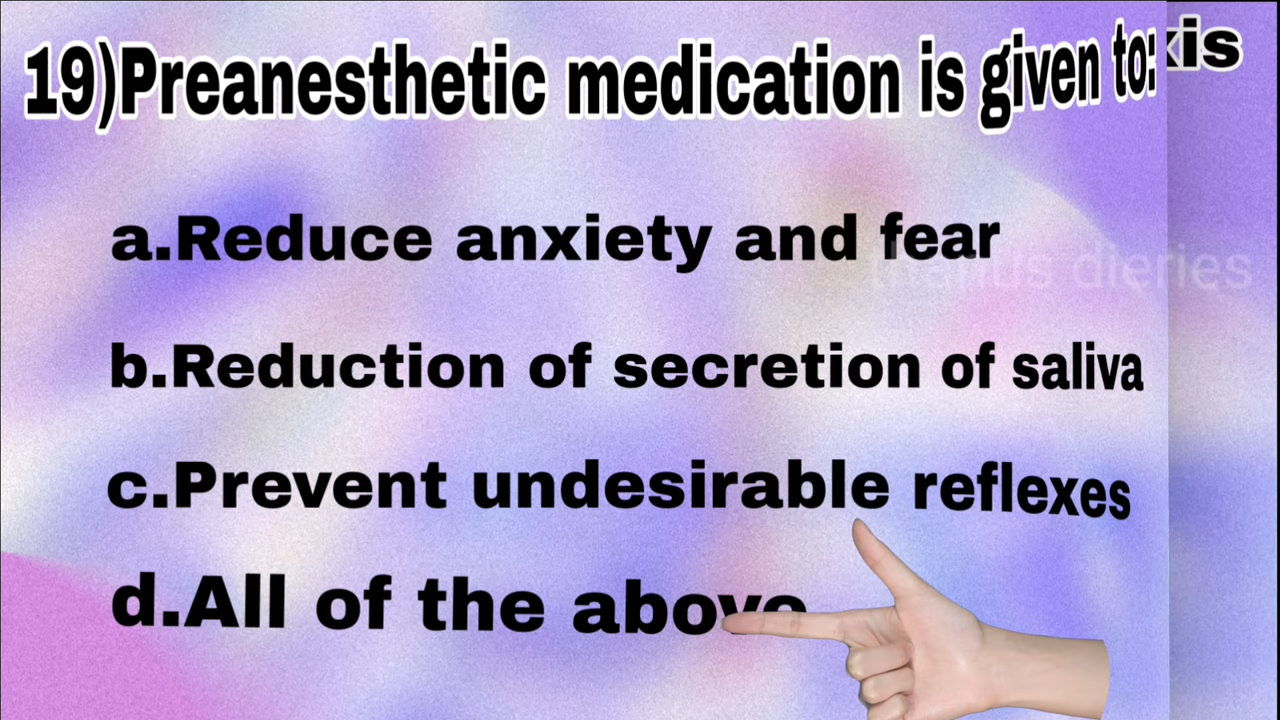 19)Preanesthetic medication is given to:
a.Reduce anxiety and fear
dieries
b.Reduction of secretion of saliva
c.Prevent undesirable reflexes
d.All of the above